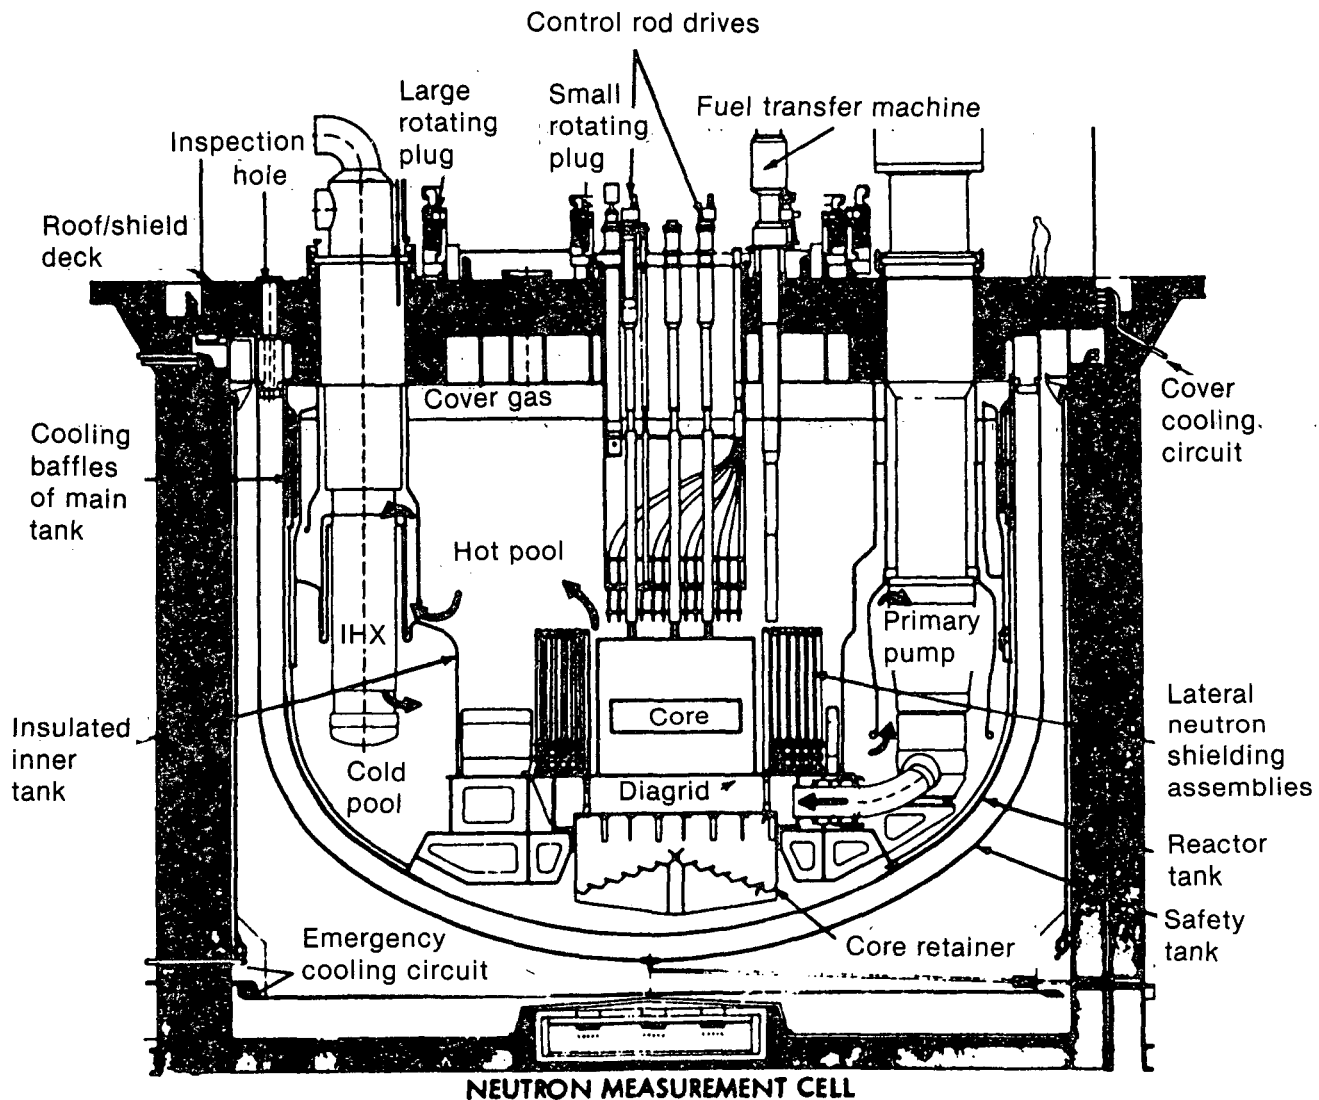 Control rod drives
Large
rotating
plug
Small
rotating
plug
Fuel transfer machine
Inspection
hole
Roof/shield
deck
Cover gas
Cover
cooling
circuit
Cooling
baffles
of main
tank
Hot pool
IHX
Primary
pump
Core
Lateral
neutron
shielding
assemblies
Insulated
inner
tank
Cold
pool
Diagrid
Reactor
tank
Safety
tank
Core retainer
Emergency
cooling circuit
NEUTRON MEASUREMENT CELL